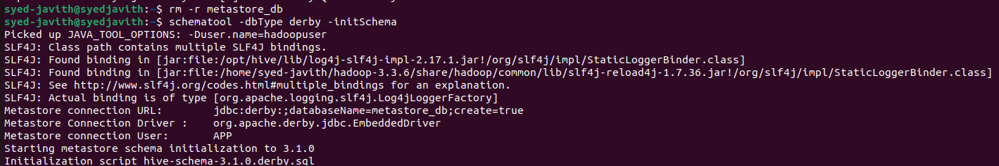 syed-javith@syedjavith:~$ rm -r metastore_db
syed-javith@syedjavith:~$ schematool -dbType derby -initSchema
Picked up JAVA_TOOL_OPTIONS: -Duser.name=hadoopuser
SLF4J: Class path contains multiple SLF4J bindings.
SLF4J: Found binding in [jar:file:/opt/hive/lib/log4j-slf4j-impl-2.17.1.jar!/org/slf4j/impl/StaticLoggerBinder.class]
SLF4J: Found binding in [jar:file:/home/syed-javith/hadoop-3.3.6/share/hadoop/common/lib/slf4j-reload4j-1.7.36.jar!/org/slf4j/impl/StaticLoggerBinder.class]
SLF4J: See http://www.slf4j.org/codes.html#multiple_bindings for an explanation.
SLF4J: Actual binding is of type [org.apache.logging.slf4j.Log4jLoggerFactory]
Metastore connection URL:        jdbc:derby:;databaseName=metastore_db;create=true
Metastore Connection Driver :    org.apache.derby.jdbc.EmbeddedDriver
Metastore connection User:       APP
Starting metastore schema initialization to 3.1.0
Initialization script hive-schema-3.1.0.derby.sql